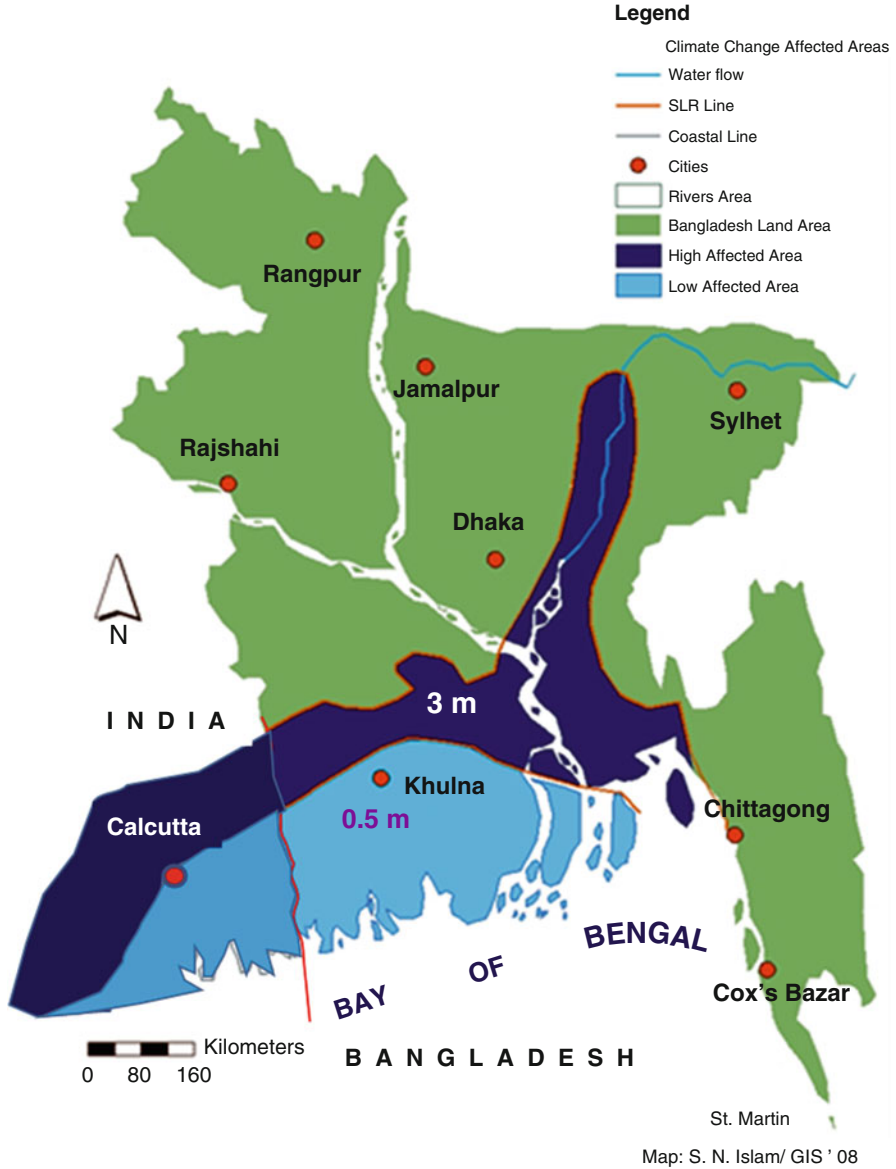 Legend
Climate Change Affected Areas
Water flow
SLR Line
Coastal Line
Cities
Rivers Area
Bangladesh Land Area
High Affected Area
Low Affected Area
Rangpur
Jamalpur
Sylhet
Rajshahi
Dhaka
N
3 m
INDIA
Khulna
0.5 m
Calcutta
Chittagong
BAY OF BENGAL
Cox's Bazar
Kilometers
0 80 160
BANGLADESH
St. Martin
Map: S. N. Islam/ GIS ' 08